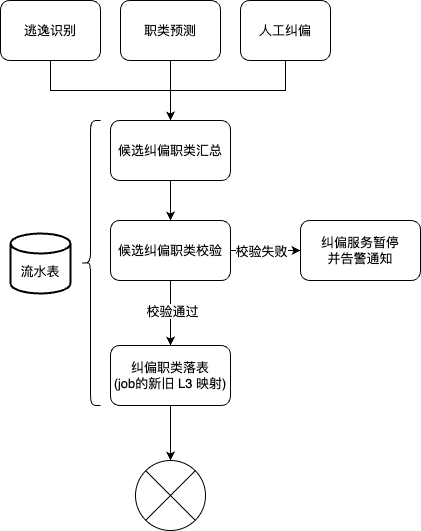 逃逸识别
职类预测
人工纠偏
候选纠偏职类汇总
候选纠偏职类校验
校验失败
纠偏服务暂停
并告警通知
流水表
校验通过
纠偏职类落表
(job的新旧 L3 映射)